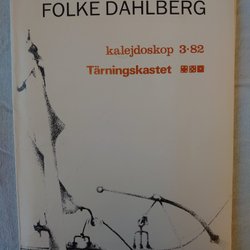 FOLKE DAHLBERG
kalejdoskop 3·82
Tärningskastet